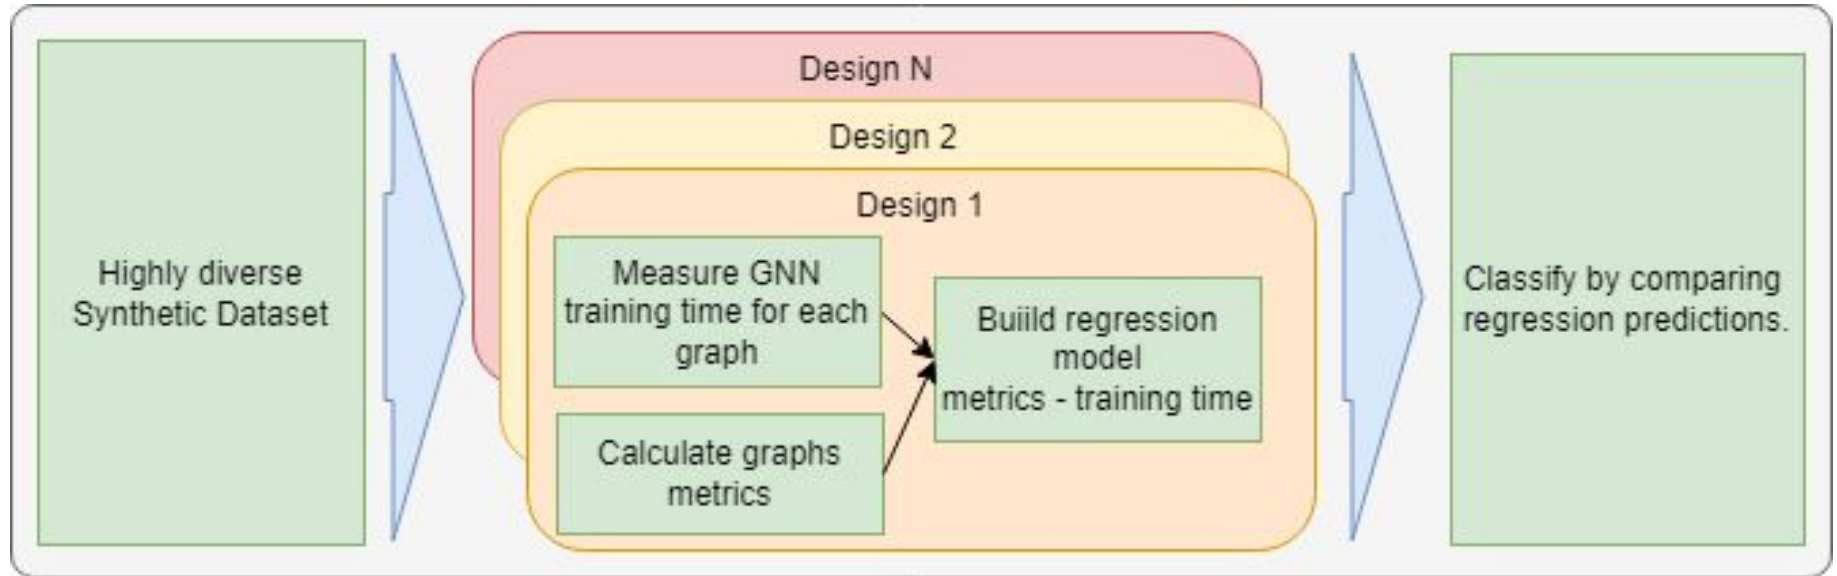 Highly diverse
Synthetic Dataset
Design N
Design 2
Design 1
Measure GNN
training time for each
graph
Calculate graphs
metrics
Buiild regression
model
metrics - training time
Classify by comparing
regression predictions.